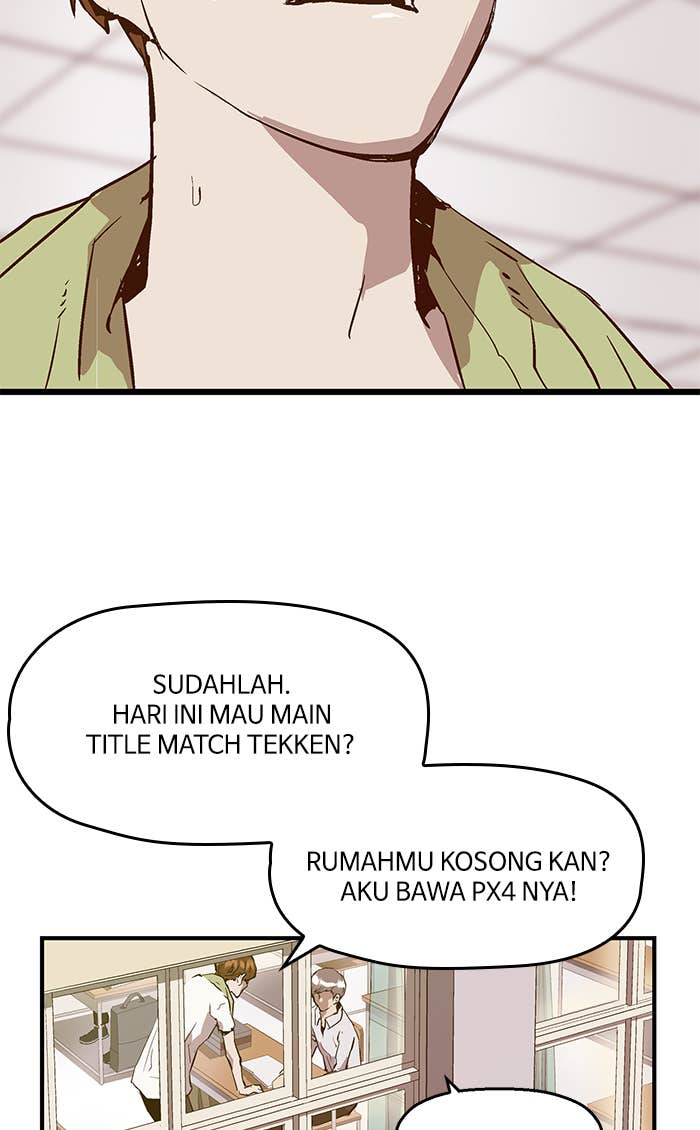 SUDAHLAH.
HARI INI MAU MAIN
TITLE MATCH TEKKEN?
RUMAHMU KOSONG KAN?
AKU BAWA PX4 NYA!